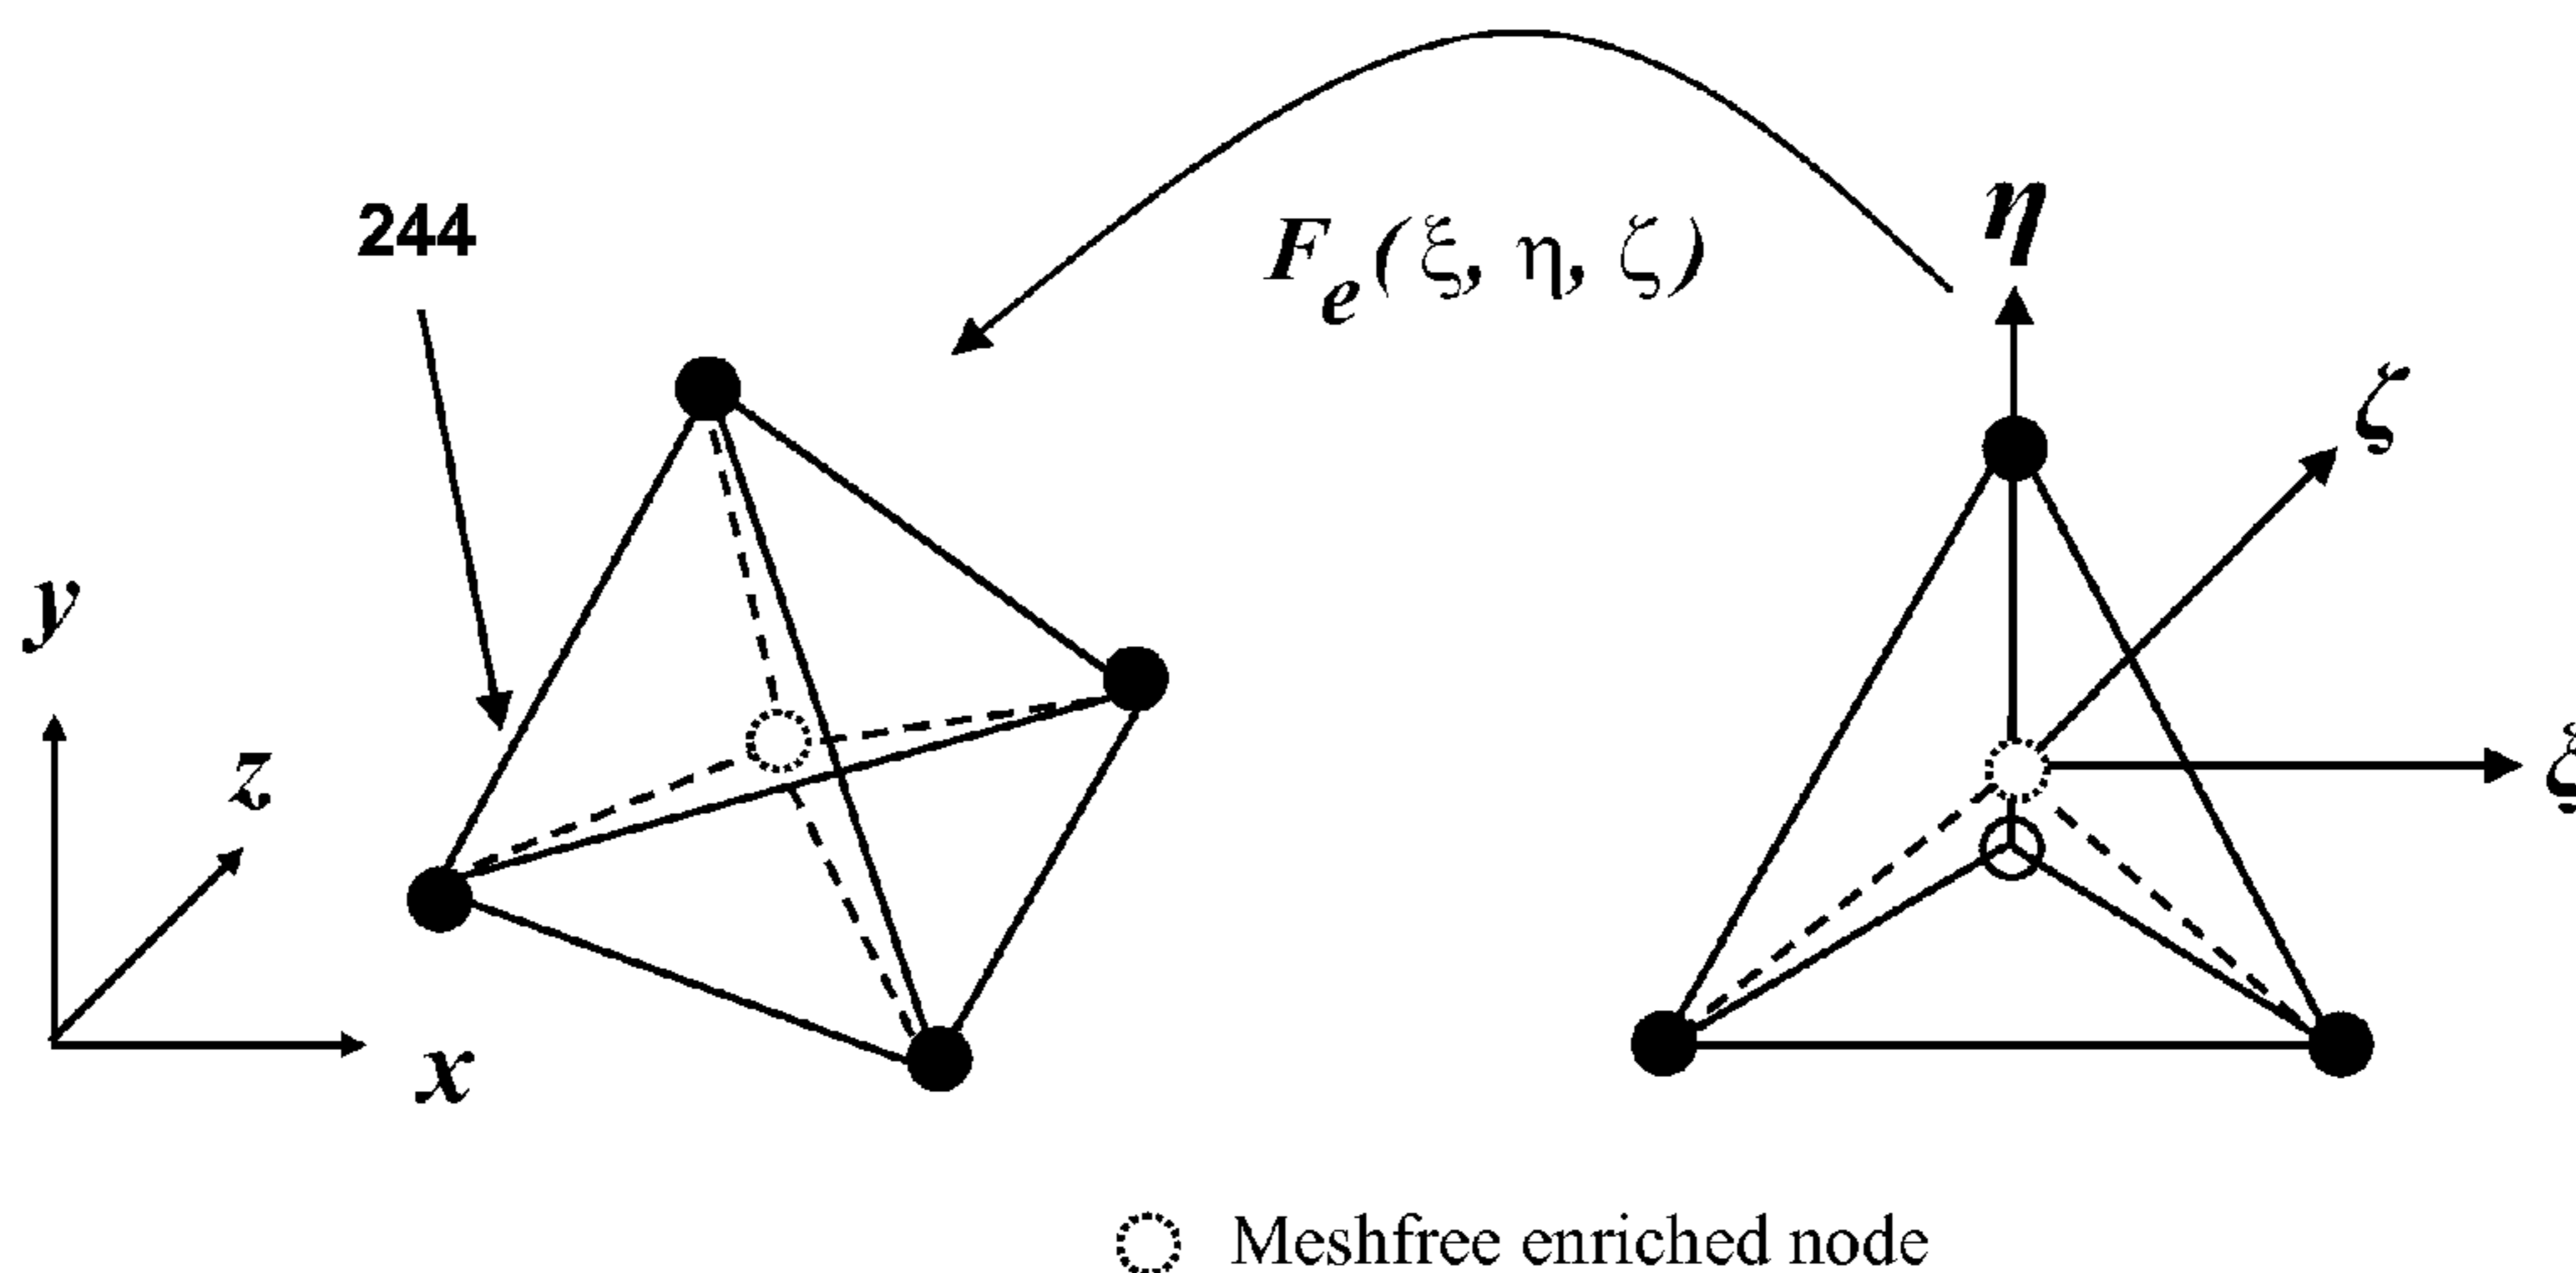 244
F_e(ξ, η, ζ)
η
ζ
y
z
ξ
x
Meshfree enriched node